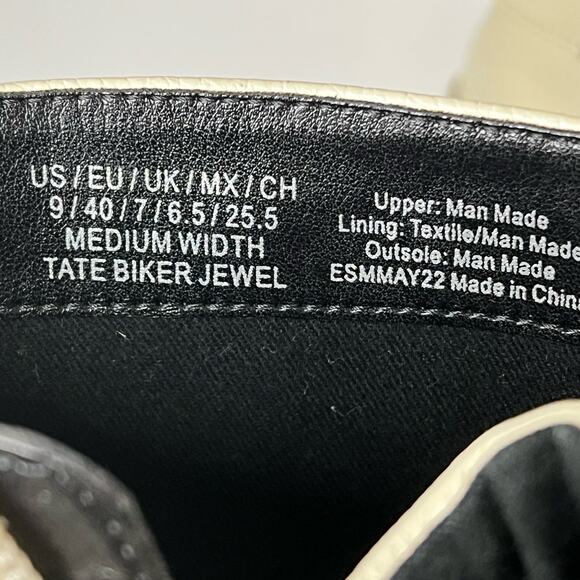 US/EU/UK/MX/CH
9/40/7/6.5/25.5
MEDIUM WIDTH
TATE BIKER JEWEL
Upper: Man Made
Lining: Textile/Man Made
Outsole: Man Made
ESMMAY22 Made in China